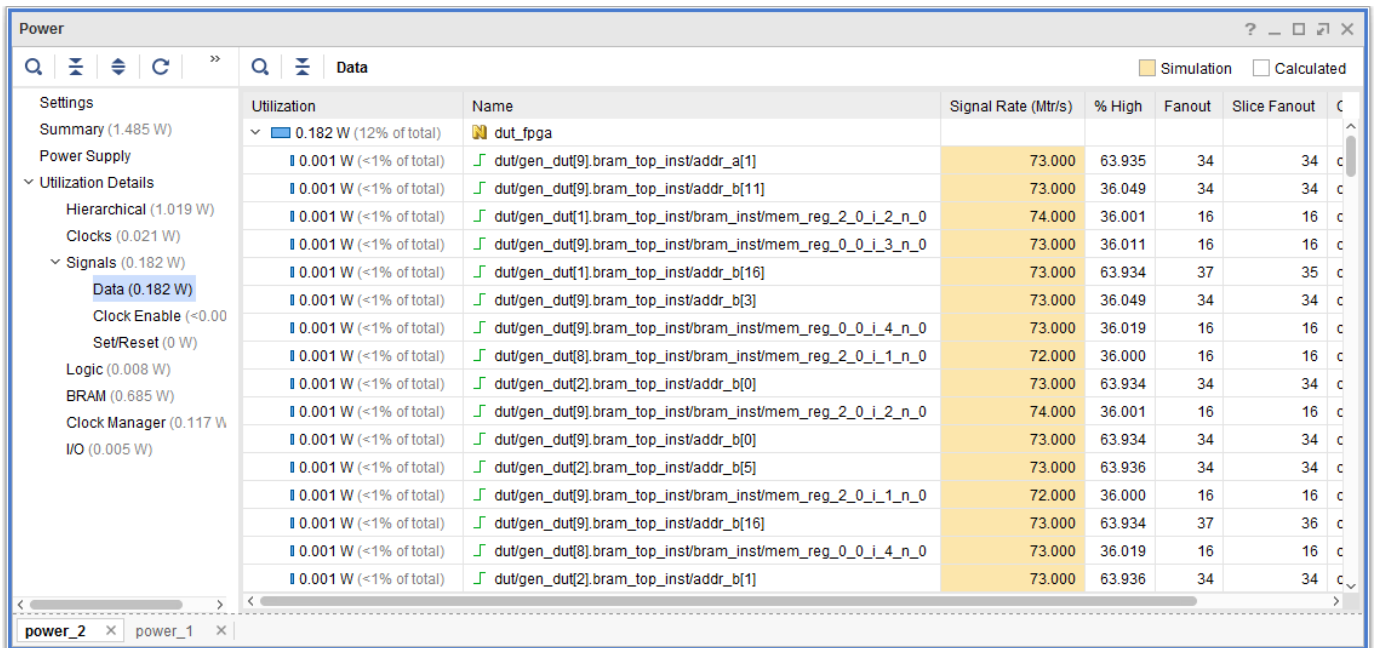 Power
Data
Simulation Calculated
Settings
Summary (1.485 W)
Power Supply
Utilization Details
Hierarchical (1.019 W)
Clocks (0.021 W)
Signals (0.182 W)
Data (0.182 W)
Clock Enable (<0.00
Set/Reset (0 W)
Logic (0.008 W)
BRAM (0.685 W)
Clock Manager (0.117 W
I/O (0.005 W)
Utilization Name Signal Rate (Mtr/s) % High Fanout Slice Fanout
0.182 W (12% of total) dut_fpga
0.001 W (<1% of total) dut/gen_dut[9].bram_top_inst/addr_a[1] 73.000 63.935 34 34
0.001 W (<1% of total) dut/gen_dut[9].bram_top_inst/addr_b[11] 73.000 36.049 34 34
0.001 W (<1% of total) dut/gen_dut[1].bram_top_inst/bram_inst/mem_reg_2_0_i_2_n_0 74.000 36.001 16 16
0.001 W (<1% of total) dut/gen_dut[9].bram_top_inst/bram_inst/mem_reg_0_0_i_3_n_0 73.000 36.011 16 16
0.001 W (<1% of total) dut/gen_dut[1].bram_top_inst/addr_b[16] 73.000 63.934 37 35
0.001 W (<1% of total) dut/gen_dut[9].bram_top_inst/addr_b[3] 73.000 36.049 34 34
0.001 W (<1% of total) dut/gen_dut[9].bram_top_inst/bram_inst/mem_reg_0_0_i_4_n_0 73.000 36.019 16 16
0.001 W (<1% of total) dut/gen_dut[8].bram_top_inst/bram_inst/mem_reg_2_0_i_1_n_0 72.000 36.000 16 16
0.001 W (<1% of total) dut/gen_dut[2].bram_top_inst/addr_b[0] 73.000 63.934 34 34
0.001 W (<1% of total) dut/gen_dut[9].bram_top_inst/bram_inst/mem_reg_2_0_i_2_n_0 74.000 36.001 16 16
0.001 W (<1% of total) dut/gen_dut[9].bram_top_inst/addr_b[0] 73.000 63.934 34 34
0.001 W (<1% of total) dut/gen_dut[2].bram_top_inst/addr_b[5] 73.000 63.936 34 34
0.001 W (<1% of total) dut/gen_dut[9].bram_top_inst/bram_inst/mem_reg_2_0_i_1_n_0 72.000 36.000 16 16
0.001 W (<1% of total) dut/gen_dut[9].bram_top_inst/addr_b[16] 73.000 63.934 37 36
0.001 W (<1% of total) dut/gen_dut[8].bram_top_inst/bram_inst/mem_reg_0_0_i_4_n_0 73.000 36.019 16 16
0.001 W (<1% of total) dut/gen_dut[2].bram_top_inst/addr_b[1] 73.000 63.936 34 34
power_2 power_1